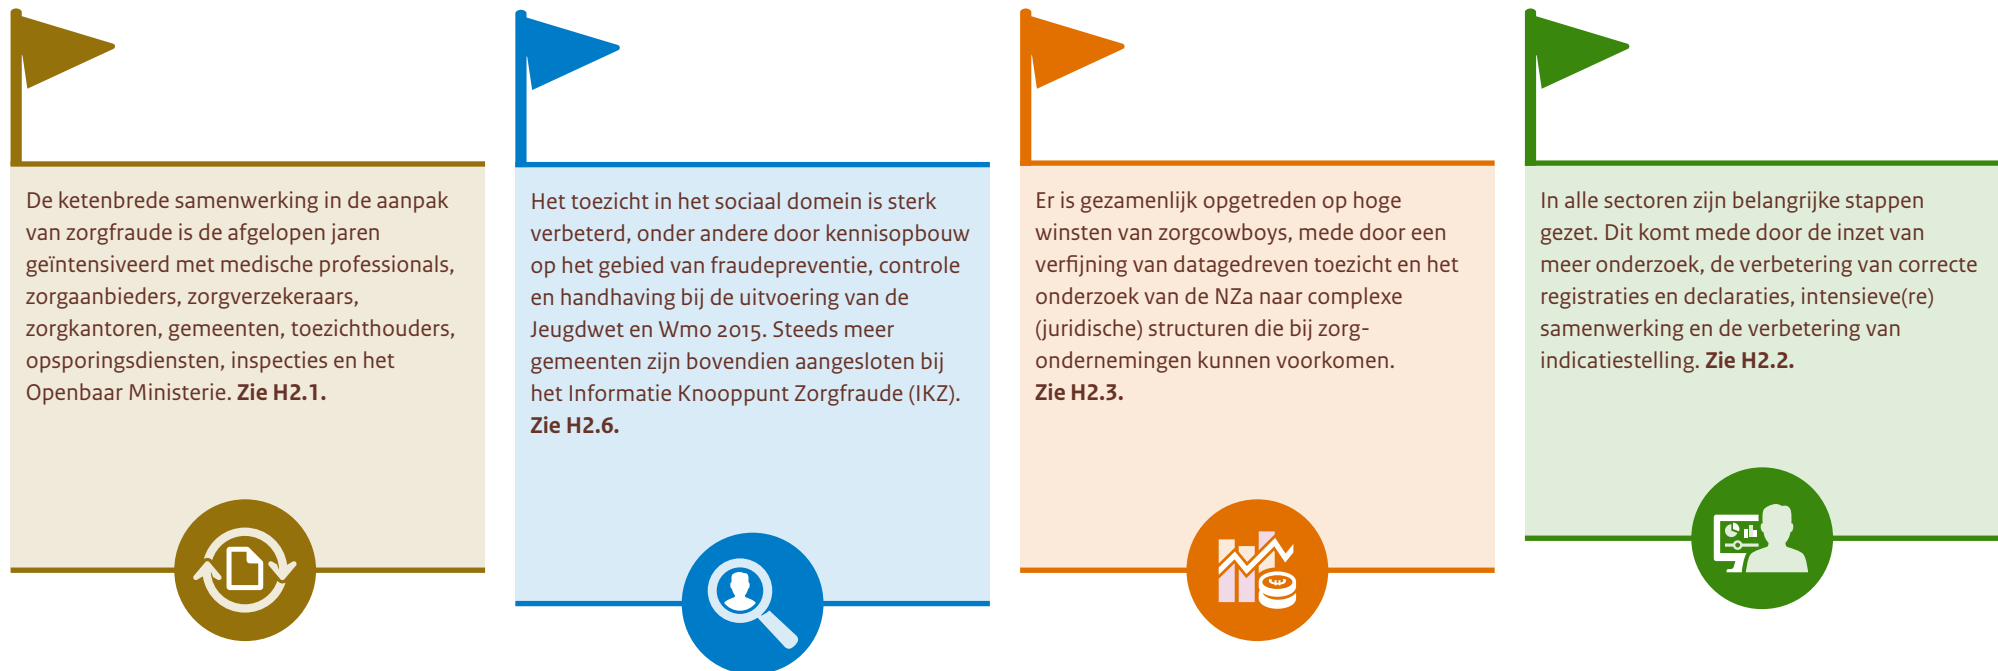 De ketenbrede samenwerking in de aanpak
van zorgfraude is de afgelopen jaren
geïntensiveerd met medische professionals,
zorgaanbieders, zorgverzekeraars,
zorgkantoren, gemeenten, toezichthouders,
opsporingsdiensten, inspecties en het
Openbaar Ministerie. Zie H2.1.
Het toezicht in het sociaal domein is sterk
verbeterd, onder andere door kennisopbouw
op het gebied van fraudepreventie, controle
en handhaving bij de uitvoering van de
Jeugdwet en Wmo 2015. Steeds meer
gemeenten zijn bovendien aangesloten bij
het Informatie Knooppunt Zorgfraude (IKZ).
Zie H2.6.
Er is gezamenlijk opgetreden op hoge
winsten van zorgcowboys, mede door een
verfijning van datagedreven toezicht en het
onderzoek van de NZa naar complexe
(juridische) structuren die bij zorg-
ondernemingen kunnen voorkomen.
Zie H2.3.
In alle sectoren zijn belangrijke stappen
gezet. Dit komt mede door de inzet van
meer onderzoek, de verbetering van correcte
registraties en declaraties, intensieve(re)
samenwerking en de verbetering van
indicatiestelling. Zie H2.2.